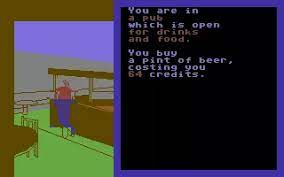 You are in
a pub
which is open
for drinks
and food.
You buy
a pint of beer,
costing you
64 credits.